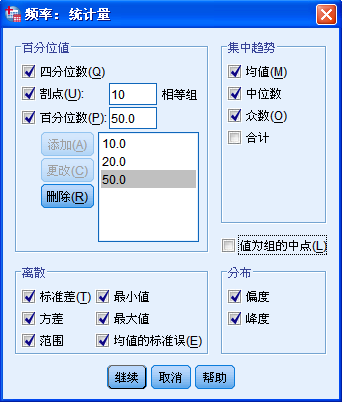 频率： 统计量
百分位值
四分位数(Q)
割点(U): 10 相等组
百分位数(P): 50.0
添加(A)
更改(C)
删除(R)
10.0
20.0
50.0
集中趋势
均值(M)
中位数
众数(O)
合计
值为组的中点(L)
离散
标准差(T) 最小值
方差 最大值
范围 均值的标准误(E)
分布
偏度
峰度
继续 取消 帮助